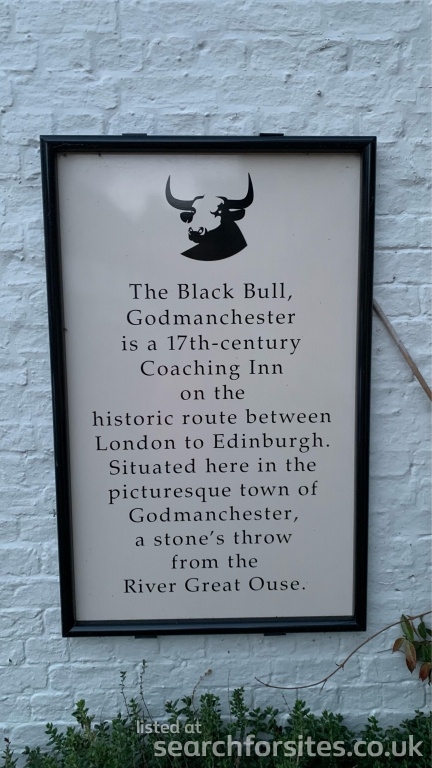 The Black Bull,
Godmanchester
is a 17th-century
Coaching Inn
on the
historic route between
London to Edinburgh.
Situated here in the
picturesque town of
Godmanchester,
a stone's throw
from the
River Great Ouse.
listed at
searchforsites.co.uk